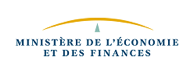 MINISTÈRE DE L'ÉCONOMIE
ET DES FINANCES